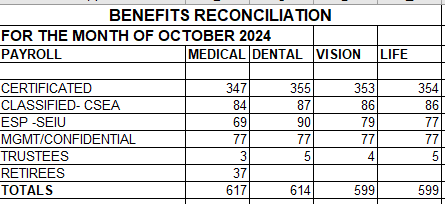 BENEFITS RECONCILIATION
FOR THE MONTH OF OCTOBER 2024
PAYROLL MEDICAL DENTAL VISION LIFE
CERTIFICATED 347 355 353 354
CLASSIFIED- CSEA 84 87 86 86
ESP -SEIU 69 90 79 77
MGMT/CONFIDENTIAL 77 77 77 77
TRUSTEES 3 5 4 5
RETIREES 37
TOTALS 617 614 599 599